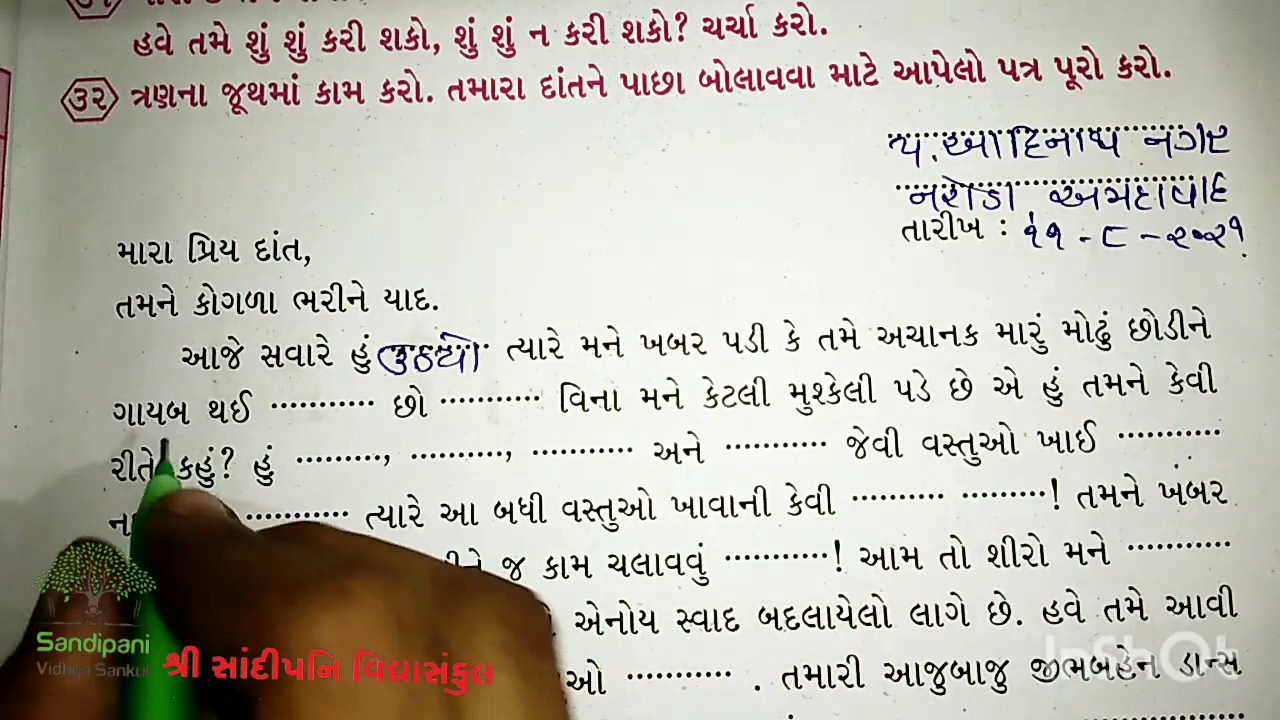 હવે તમે શું શું કરી શકો, શું શું ન કરી શકો? ચર્ચા કરો.
૩૨ ત્રણના જૂથમાં કામ કરો. તમારા દાંતને પાછા બોલાવવા માટે આપેલો પત્ર પૂરો કરો.
૫.આદિનાથ નગર
નરોડા અમદાવાદ
તારીખ : ૧૧-૮-૨૦૨૧
મારા પ્રિય દાંત,
તમને કોગળા ભરીને યાદ.
આજે સવારે હું ઉઠ્યો ત્યારે મને ખબર પડી કે તમે અચાનક મારું મોઢું છોડીને
ગાયબ થઈ ........... છો ........... વિના મને કેટલી મુશ્કેલી પડે છે એ હું તમને કેવી
રીતે કહું? હું .........., .........., ........... અને ........... જેવી વસ્તુઓ ખાઈ ...........
........... ત્યારે આ બધી વસ્તુઓ ખાવાની કેવી .......... ..........! તમને ખબર
જ કામ ચલાવવું ...........! આમ તો શીરો મને ...........
એનોય સ્વાદ બદલાયેલો લાગે છે. હવે તમે આવી
........... . તમારી આજુબાજુ જીભબહેન ડાન્સ
Sandipani
Vidhya Sankul
શ્રી સાંદીપનિ વિદ્યાસંકુલ
InShOt